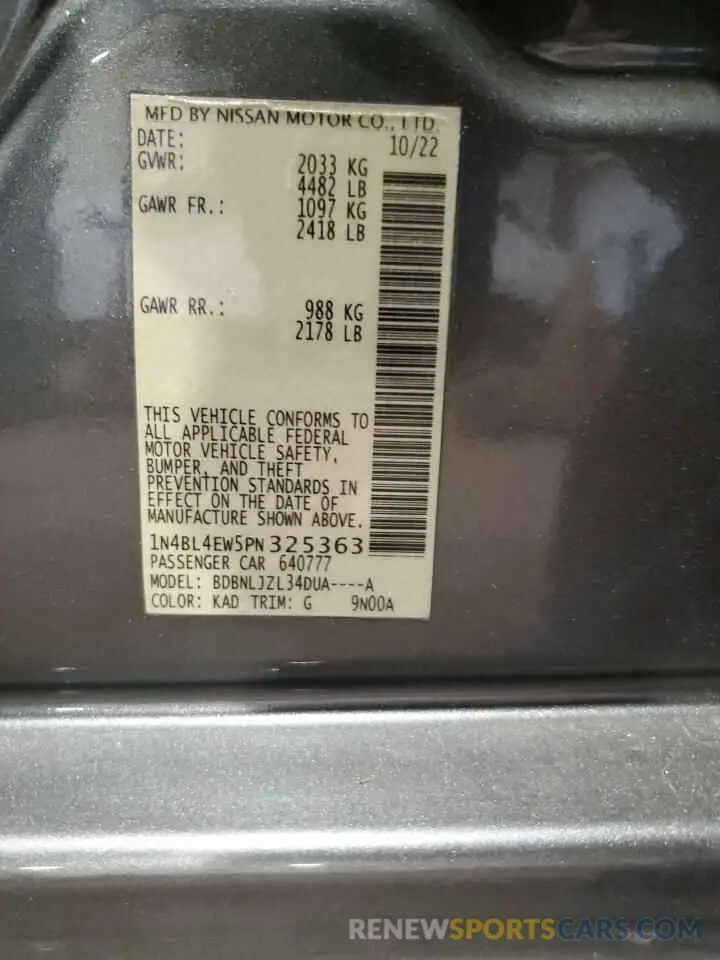 MFD BY NISSAN MOTOR CO., LTD.
DATE: 10/22
GVWR: 2033 KG
4482 LB
GAWR FR.: 1097 KG
2418 LB
GAWR RR.: 988 KG
2178 LB
THIS VEHICLE CONFORMS TO
ALL APPLICABLE FEDERAL
MOTOR VEHICLE SAFETY,
BUMPER, AND THEFT
PREVENTION STANDARDS IN
EFFECT ON THE DATE OF
MANUFACTURE SHOWN ABOVE.
1N4BL4EW5PN325363
PASSENGER CAR 640777
MODEL: BDBNLJZL34DUA----A
COLOR: KAD TRIM: G 9N00A
RENEWSPORTSCARS.COM